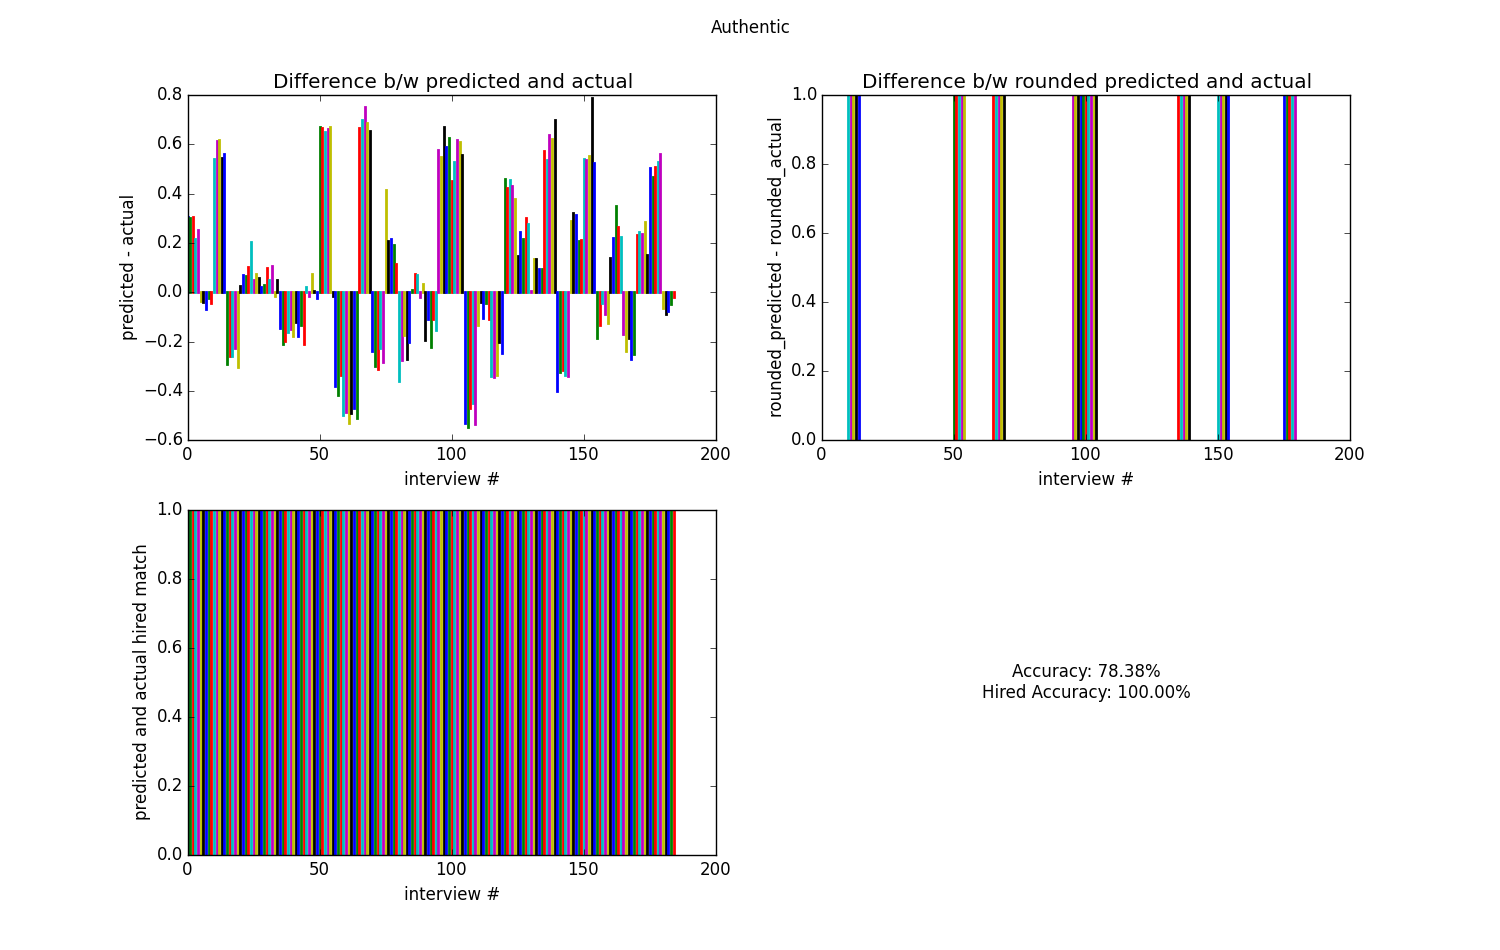 Authentic
Difference b/w predicted and actual
0.8
0.6
0.4
0.2
0.0
−0.2
−0.4
−0.6
predicted - actual
0 50 100 150 200
interview #
Difference b/w rounded predicted and actual
1.0
0.8
0.6
0.4
0.2
0.0
rounded_predicted - rounded_actual
0 50 100 150 200
interview #
1.0
0.8
0.6
0.4
0.2
0.0
predicted and actual hired match
0 50 100 150 200
interview #
Accuracy: 78.38%
Hired Accuracy: 100.00%